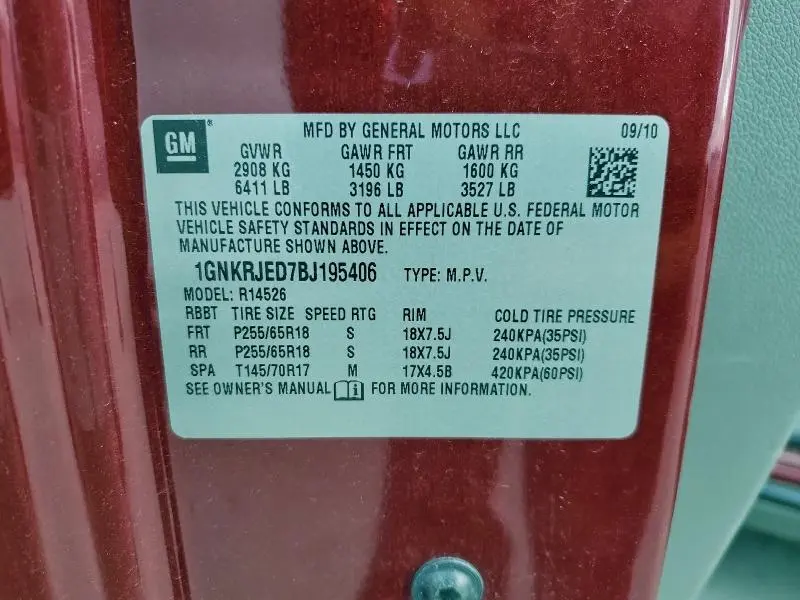 GM
MFD BY GENERAL MOTORS LLC 09/10
GVWR GAWR FRT GAWR RR
2908 KG 1450 KG 1600 KG
6411 LB 3196 LB 3527 LB
THIS VEHICLE CONFORMS TO ALL APPLICABLE U.S. FEDERAL MOTOR
VEHICLE SAFETY STANDARDS IN EFFECT ON THE DATE OF
MANUFACTURE SHOWN ABOVE.
1GNKRJED7BJ195406 TYPE: M.P.V.
MODEL: R14526
RBBT TIRE SIZE SPEED RTG RIM COLD TIRE PRESSURE
FRT P255/65R18 S 18X7.5J 240KPA(35PSI)
RR P255/65R18 S 18X7.5J 240KPA(35PSI)
SPA T145/70R17 M 17X4.5B 420KPA(60PSI)
SEE OWNER'S MANUAL FOR MORE INFORMATION.